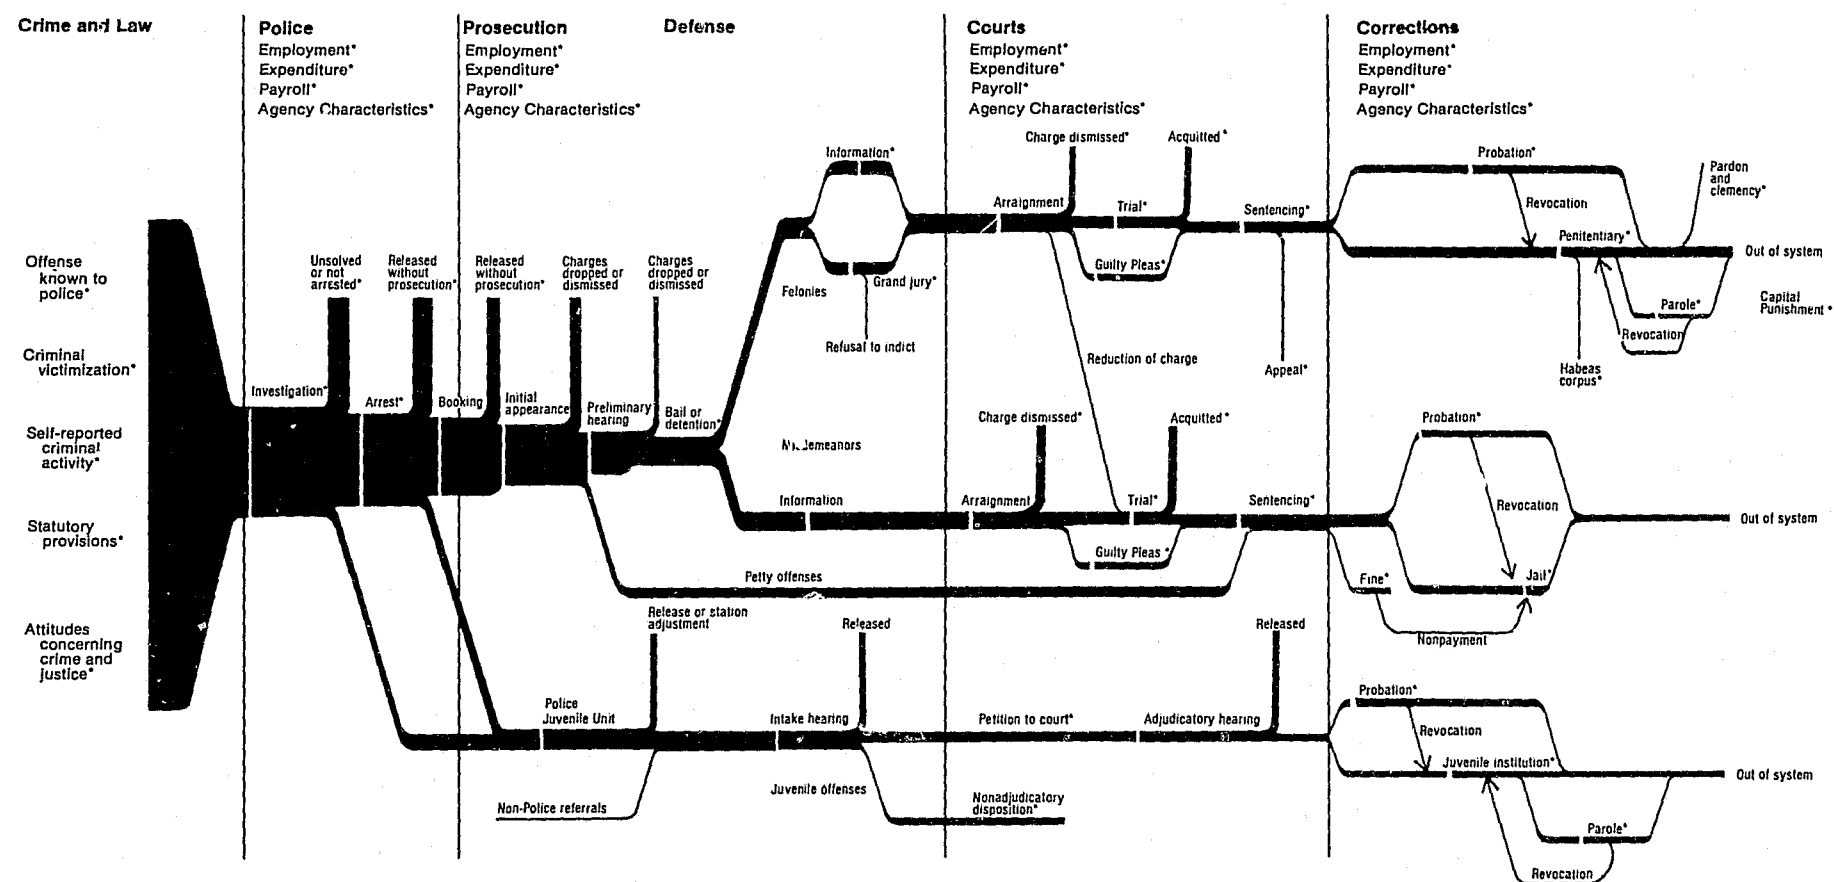 Crime and Law
Police
Employment*
Expenditure*
Payroll*
Agency Characteristics*
Prosecution
Employment*
Expenditure*
Payroll*
Agency Characteristics*
Defense
Courts
Employment*
Expenditure*
Payroll*
Agency Characteristics*
Corrections
Employment*
Expenditure*
Payroll*
Agency Characteristics*
Offense
known to
police*
Criminal
victimization*
Self-reported
criminal
activity*
Statutory
provisions*
Attitudes
concerning
crime and
justice*
Investigation*
Unsolved
or not
arrested*
Arrest*
Released
without
prosecution*
Booking
Released
without
prosecution*
Initial
appearance
Charges
dropped or
dismissed
Preliminary
hearing
Charges
dropped or
dismissed
Bail or
detention*
Felonies
Information*
Grand jury*
Refusal to indict
Arraignment
Charge dismissed*
Trial*
Acquitted*
Guilty Pleas*
Sentencing*
Reduction of charge
Appeal*
Probation*
Revocation
Penitentiary*
Pardon
and
clemency*
Out of system
Capital
Punishment*
Parole*
Revocation
Habeas
corpus*
Information
Arraignment
Charge dismissed*
Trial*
Acquitted*
Guilty Pleas*
Sentencing*
Probation*
Revocation
Jail*
Fine*
Nonpayment
Out of system
Petty offenses
Release or station
adjustment
Police
Juvenile Unit
Non-Police referrals
Intake hearing
Released
Juvenile offenses
Nonadjudicatory
disposition*
Petition to court*
Adjudicatory hearing
Released
Probation*
Revocation
Juvenile institution*
Out of system
Parole*
Revocation